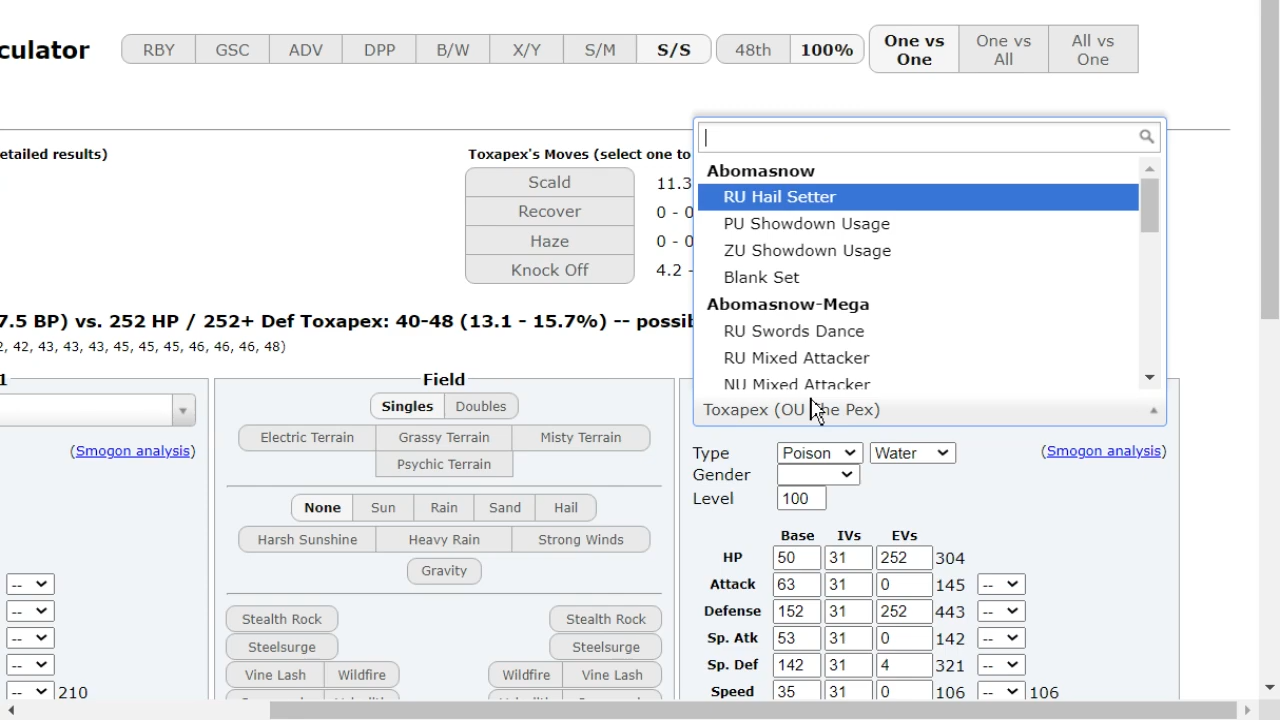 culator
RBY GSC ADV DPP B/W X/Y S/M S/S 48th 100% One vs One One vs All All vs One
etailed results)
Toxapex's Moves (select one to
Scald 11.3
Recover 0 - 0
Haze 0 - 0
Knock Off 4.2 -
Abomasnow
RU Hail Setter
PU Showdown Usage
ZU Showdown Usage
Blank Set
Abomasnow-Mega
RU Swords Dance
RU Mixed Attacker
NU Mixed Attacker
Toxapex (OU The Pex)
7.5 BP) vs. 252 HP / 252+ Def Toxapex: 40-48 (13.1 - 15.7%) -- possib
2, 42, 43, 43, 43, 45, 45, 45, 46, 46, 46, 48)
1
(Smogon analysis)
-- 
--
--
--
-- 210
Field
Singles Doubles
Electric Terrain Grassy Terrain Misty Terrain
Psychic Terrain
None Sun Rain Sand Hail
Harsh Sunshine Heavy Rain Strong Winds
Gravity
Stealth Rock Stealth Rock
Steelsurge Steelsurge
Vine Lash Wildfire Wildfire Vine Lash
Type Poison Water (Smogon analysis)
Gender
Level 100
Base IVs EVs
HP 50 31 252 304
Attack 63 31 0 145 --
Defense 152 31 252 443 --
Sp. Atk 53 31 0 142 --
Sp. Def 142 31 4 321 --
Speed 35 31 0 106 -- 106